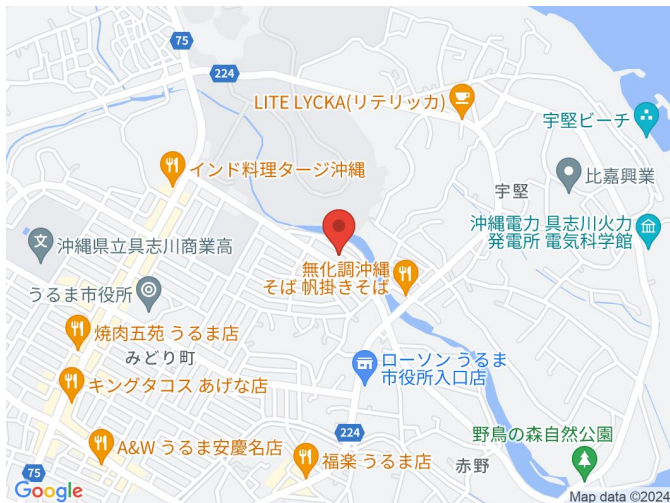 75
224
LITE LYCKA(リテリッカ)
宇堅ビーチ
インド料理タージ沖縄
宇堅
比嘉興業
沖縄県立具志川商業高
沖縄電力 具志川火力
発電所 電気科学館
無化調沖縄
そば 帆掛きそば
うるま市役所
焼肉五苑 うるま店
みどり町
ローソン うるま
市役所入口店
キングタコス あげな店
A&W うるま安慶名店
224
福楽 うるま店
野鳥の森自然公園
赤野
75
Google
Map data ©2024